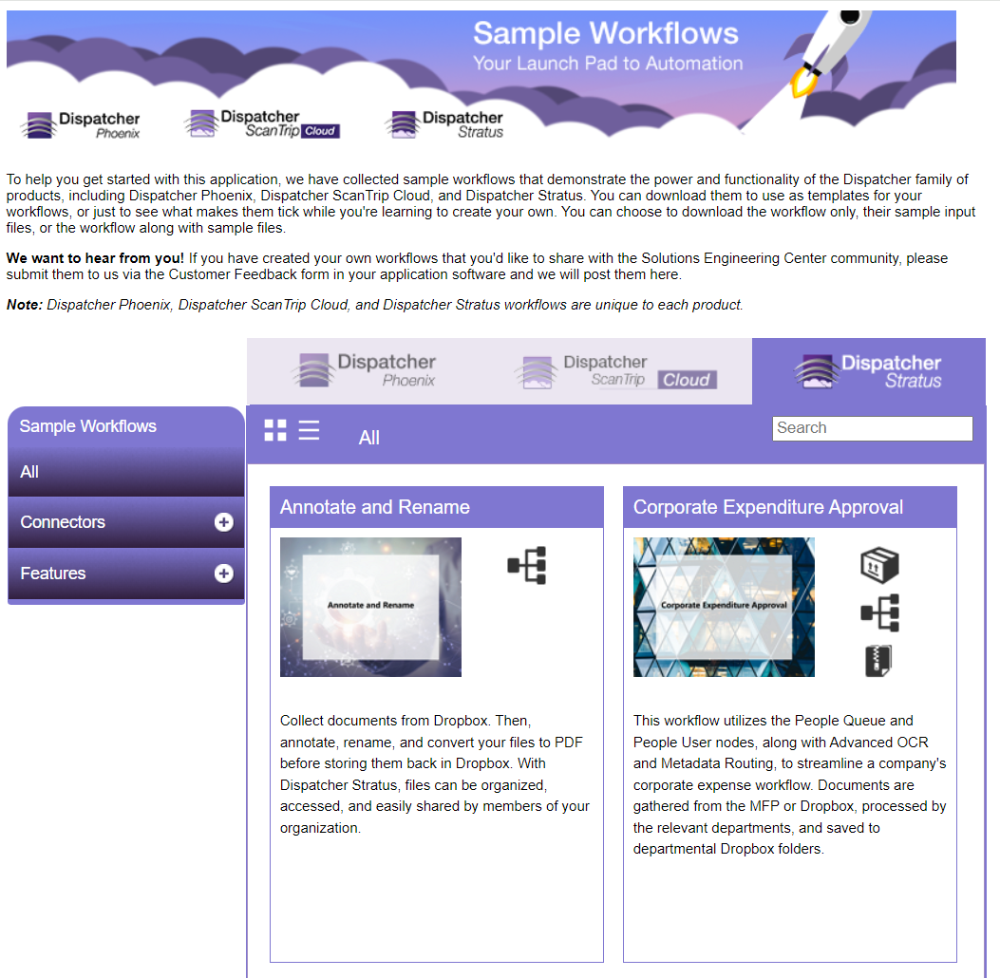 Sample Workflows
Your Launch Pad to Automation
Dispatcher
Phoenix
Dispatcher
ScanTrip Cloud
Dispatcher
Stratus
To help you get started with this application, we have collected sample workflows that demonstrate the power and functionality of the Dispatcher family of
products, including Dispatcher Phoenix, Dispatcher ScanTrip Cloud, and Dispatcher Stratus. You can download them to use as templates for your
workflows, or just to see what makes them tick while you're learning to create your own. You can choose to download the workflow only, their sample input
files, or the workflow along with sample files.
We want to hear from you! If you have created your own workflows that you'd like to share with the Solutions Engineering Center community, please
submit them to us via the Customer Feedback form in your application software and we will post them here.
Note: Dispatcher Phoenix, Dispatcher ScanTrip Cloud, and Dispatcher Stratus workflows are unique to each product.
Dispatcher
Phoenix
Dispatcher
ScanTrip Cloud
Dispatcher
Stratus
Sample Workflows
All
Connectors
Features
All
Search
Annotate and Rename
Annotate and Rename
Collect documents from Dropbox. Then,
annotate, rename, and convert your files to PDF
before storing them back in Dropbox. With
Dispatcher Stratus, files can be organized,
accessed, and easily shared by members of your
organization.
Corporate Expenditure Approval
Corporate Expenditure Approval
This workflow utilizes the People Queue and
People User nodes, along with Advanced OCR
and Metadata Routing, to streamline a company's
corporate expense workflow. Documents are
gathered from the MFP or Dropbox, processed by
the relevant departments, and saved to
departmental Dropbox folders.